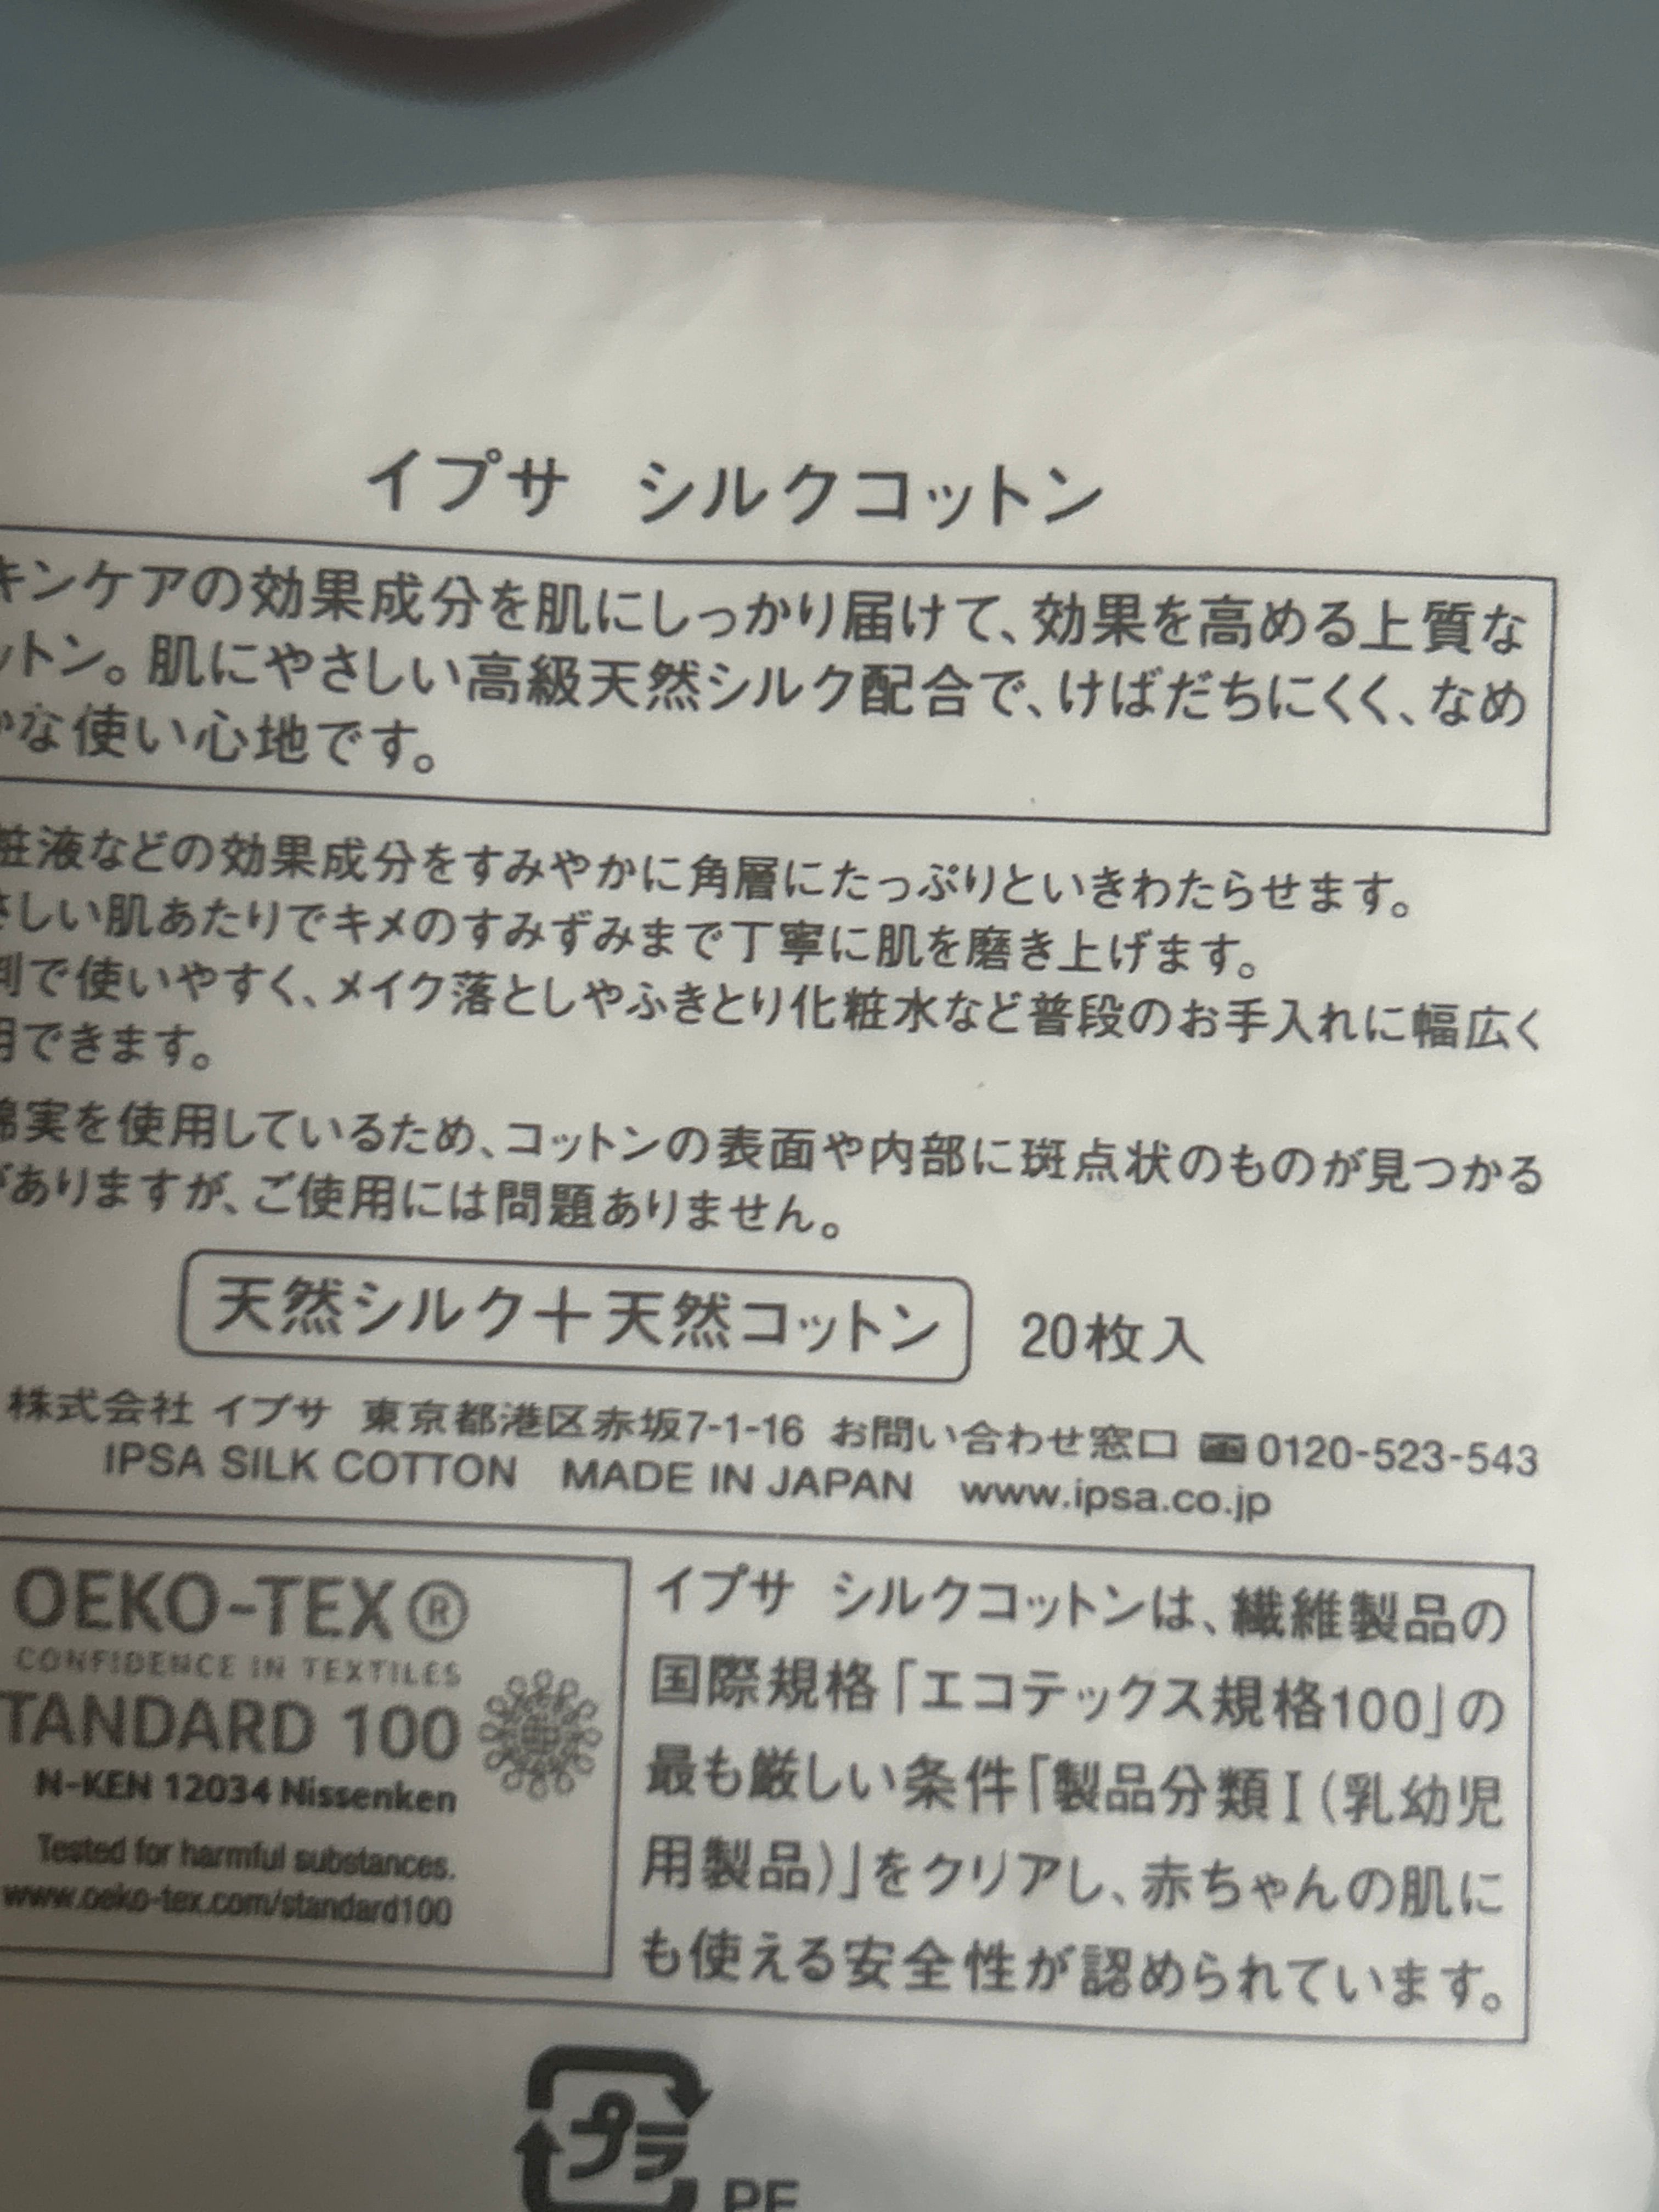 イプサ シルクコットン
キンケアの効果成分を肌にしっかり届けて、効果を高める上質な
ットン。肌にやさしい高級天然シルク配合で、けばだちにくく、なめ
かな使い心地です。
粧液などの効果成分をすみやかに角層にたっぷりといきわたらせます。
さしい肌あたりでキメのすみずみまで丁寧に肌を磨き上げます。
判で使いやすく、メイク落としやふきとり化粧水など普段のお手入れに幅広く
用できます。
綿実を使用しているため、コットンの表面や内部に斑点状のものが見つかる
がありますが、ご使用には問題ありません。
天然シルク＋天然コットン 20枚入
株式会社 イプサ 東京都港区赤坂7-1-16 お問い合わせ窓口 0120-523-543
IPSA SILK COTTON MADE IN JAPAN www.ipsa.co.jp
OEKO-TEX®
CONFIDENCE IN TEXTILES
TANDARD 100
N-KEN 12034 Nissenken
Tested for harmful substances.
www.oeko-tex.com/standard100
イプサ シルクコットンは、繊維製品の
国際規格「エコテックス規格100」の
最も厳しい条件「製品分類Ⅰ(乳幼児
用製品)」をクリアし、赤ちゃんの肌に
も使える安全性が認められています。
プラ
PE